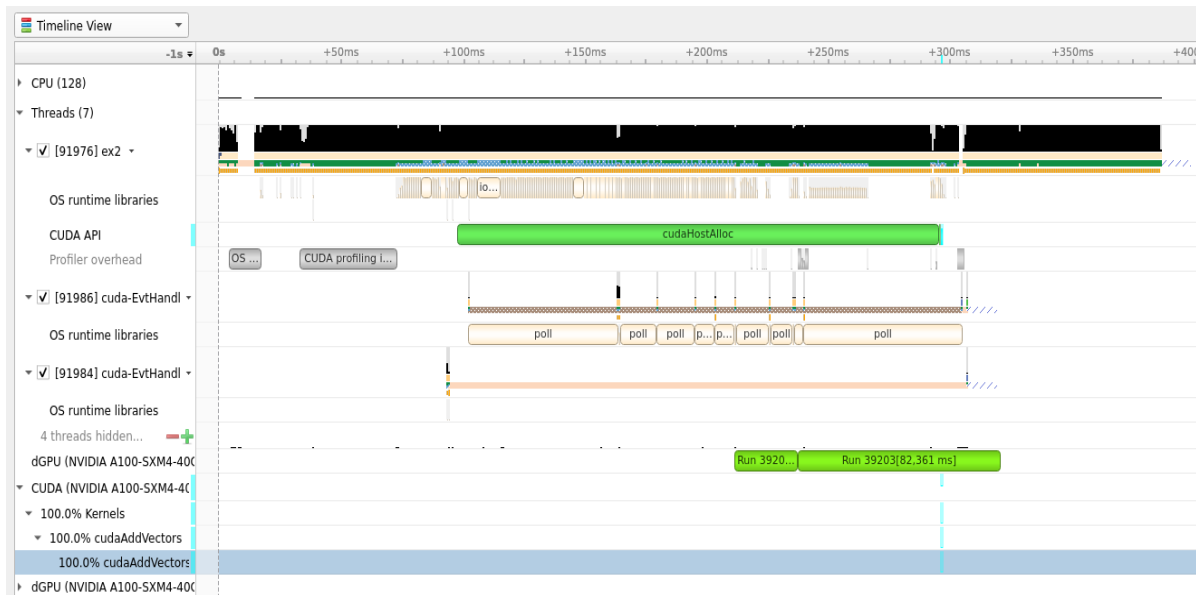 Timeline View
-1s 0s +50ms +100ms +150ms +200ms +250ms +300ms +350ms +400
CPU (128)
Threads (7)
[91976] ex2
OS runtime libraries io...
CUDA API cudaHostAlloc
Profiler overhead OS ... CUDA profiling i...
[91986] cuda-EvtHandl
OS runtime libraries poll poll poll p... p... poll poll poll
[91984] cuda-EvtHandl
OS runtime libraries
4 threads hidden...
dGPU (NVIDIA A100-SXM4-40G Run 3920... Run 39203[82,361 ms]
CUDA (NVIDIA A100-SXM4-4G
100.0% Kernels
100.0% cudaAddVectors
100.0% cudaAddVectors
dGPU (NVIDIA A100-SXM4-40G